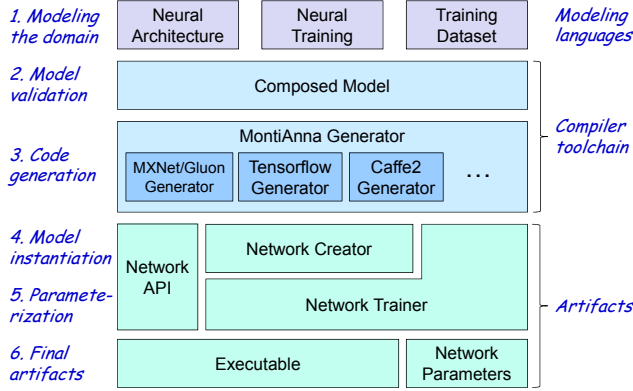 1. Modeling
the domain
Neural
Architecture
Neural
Training
Training
Dataset
Modeling
languages
2. Model
validation
Composed Model
Compiler
toolchain
3. Code
generation
MontiAnna Generator
MXNet/Gluon
Generator
Tensorflow
Generator
Caffe2
Generator
...
4. Model
instantiation
Network
API
Network Creator
5. Parameter-
ization
Network Trainer
Artifacts
6. Final
artifacts
Executable
Network
Parameters